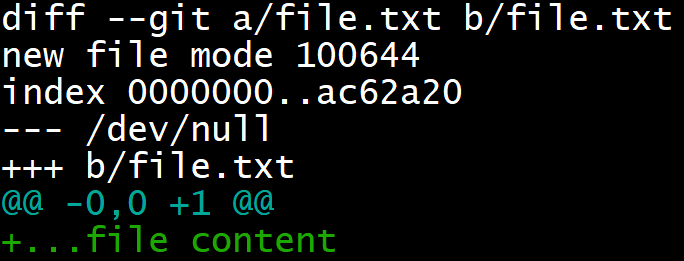 diff --git a/file.txt b/file.txt
new file mode 100644
index 0000000..ac62a20
--- /dev/null
+++ b/file.txt
@@ -0,0 +1 @@
+...file content